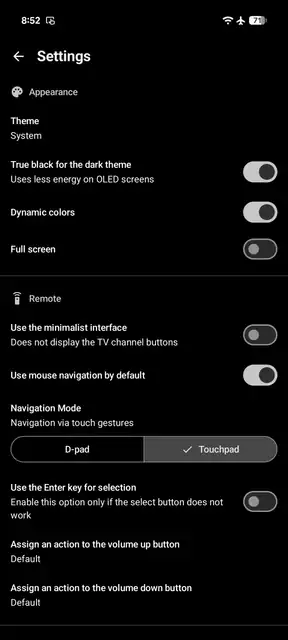 8:52
71
Settings
Appearance
Theme
System
True black for the dark theme
Uses less energy on OLED screens
Dynamic colors
Full screen
Remote
Use the minimalist interface
Does not display the TV channel buttons
Use mouse navigation by default
Navigation Mode
Navigation via touch gestures
D-pad
Touchpad
Use the Enter key for selection
Enable this option only if the select button does not
work
Assign an action to the volume up button
Default
Assign an action to the volume down button
Default